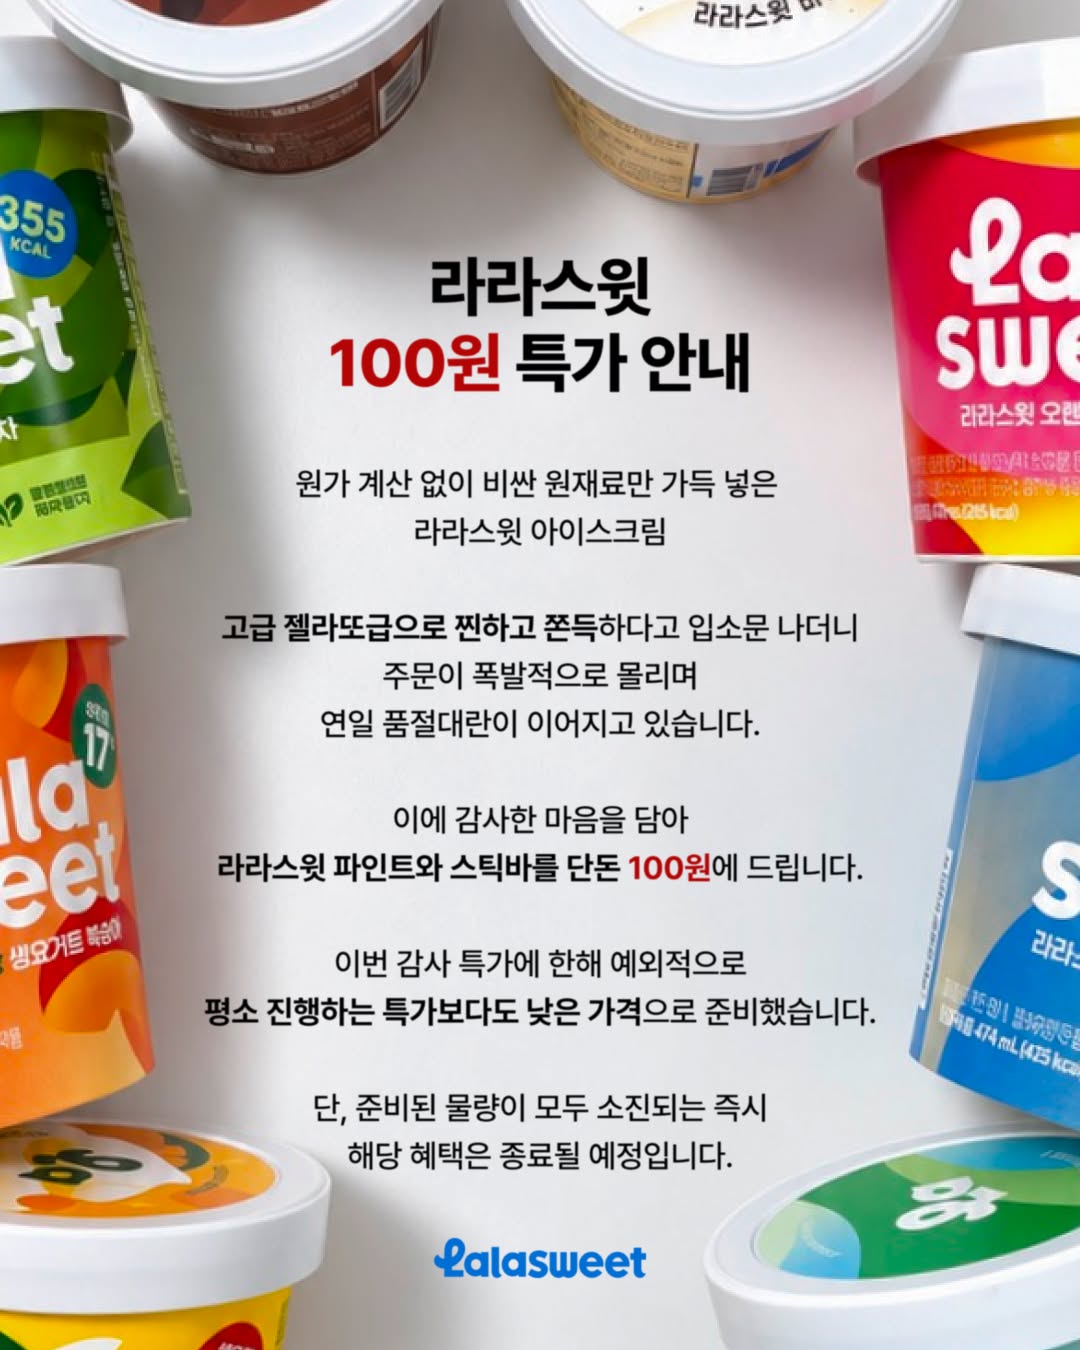 라라스윗
355
KCAL
라라스윗
100원 특가 안내
lala
sweet
라라스윗
원가 계산 없이 비싼 원재료만 가득 넣은
라라스윗 아이스크림
고급 젤라또급으로 찐하고 쫀득하다고 입소문 나더니
주문이 폭발적으로 몰리며
연일 품절대란이 이어지고 있습니다.
17
생요거트 복숭아
이에 감사한 마음을 담아
라라스윗 파인트와 스틱바를 단돈 100원에 드립니다.
이번 감사 특가에 한해 예외적으로
평소 진행하는 특가보다도 낮은 가격으로 준비했습니다.
474 mL (425 kcal
단, 준비된 물량이 모두 소진되는 즉시
해당 혜택은 종료될 예정입니다.
lalasweet